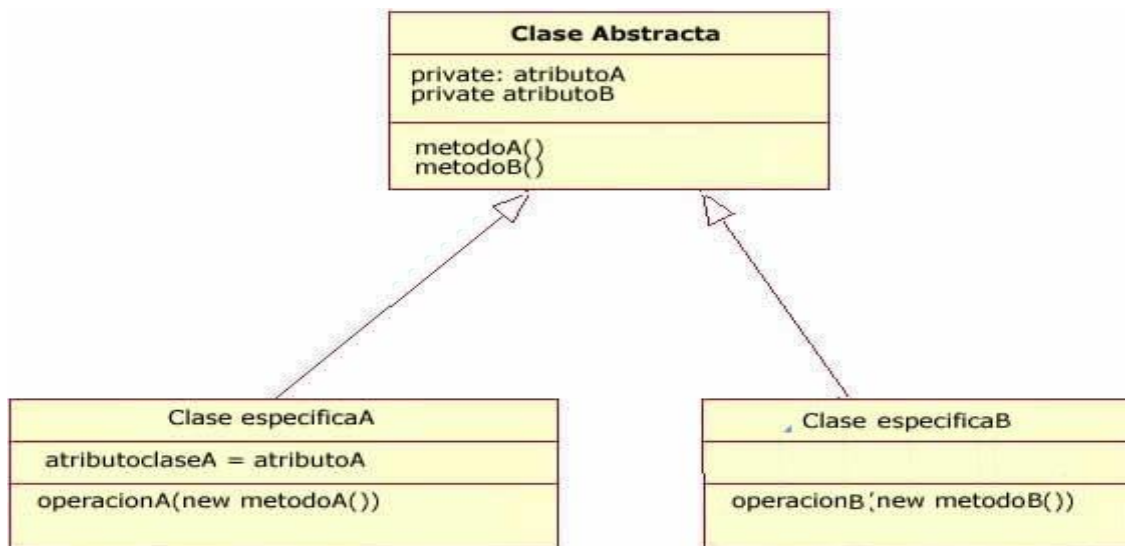 Clase Abstracta
private: atributoA
private atributoB
metodoA()
metodoB()
Clase especificaA
atributoclaseA = atributoA
operacionA(new metodoA())
Clase especificaB
operacionB(new metodoB())